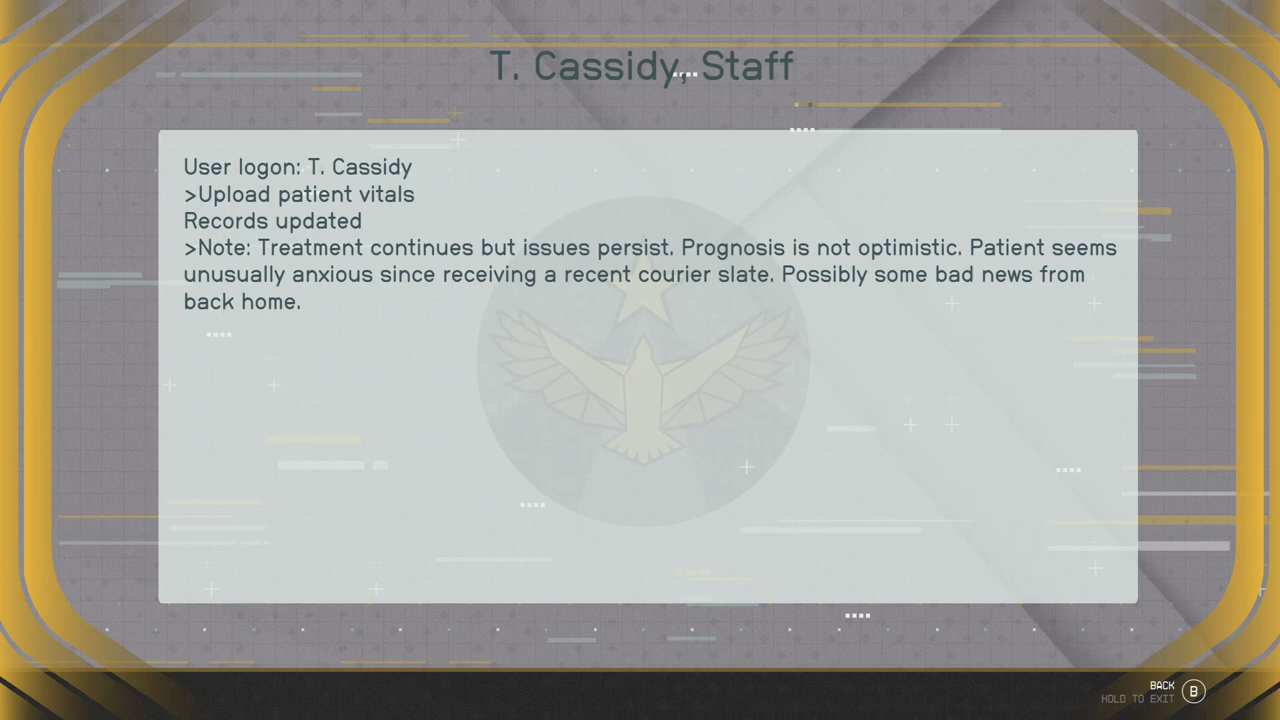 T. Cassidy, Staff
User logon: T. Cassidy
>Upload patient vitals
Records updated
>Note: Treatment continues but issues persist. Prognosis is not optimistic. Patient seems
unusually anxious since receiving a recent courier slate. Possibly some bad news from
back home.
BACK
HOLD TO EXIT
B